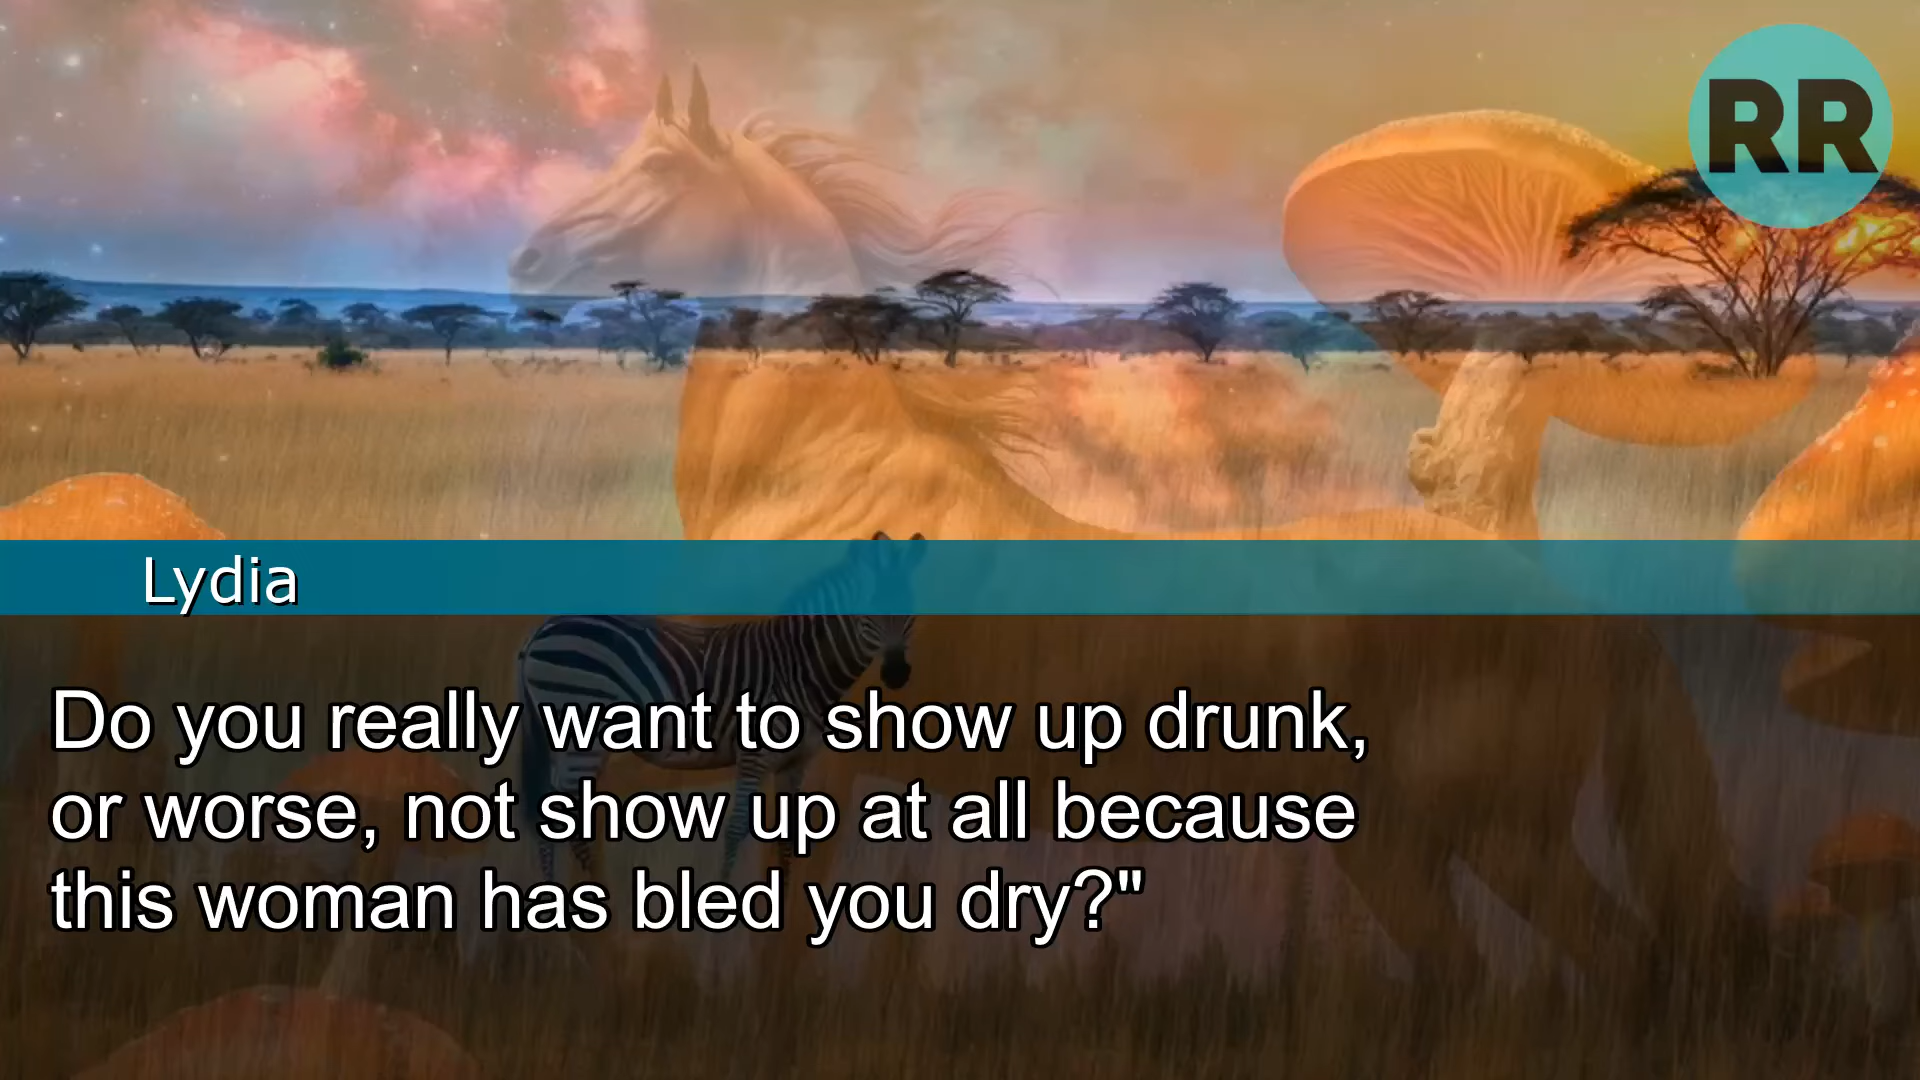 RR
Lydia
Do you really want to show up drunk,
or worse, not show up at all because
this woman has bled you dry?"